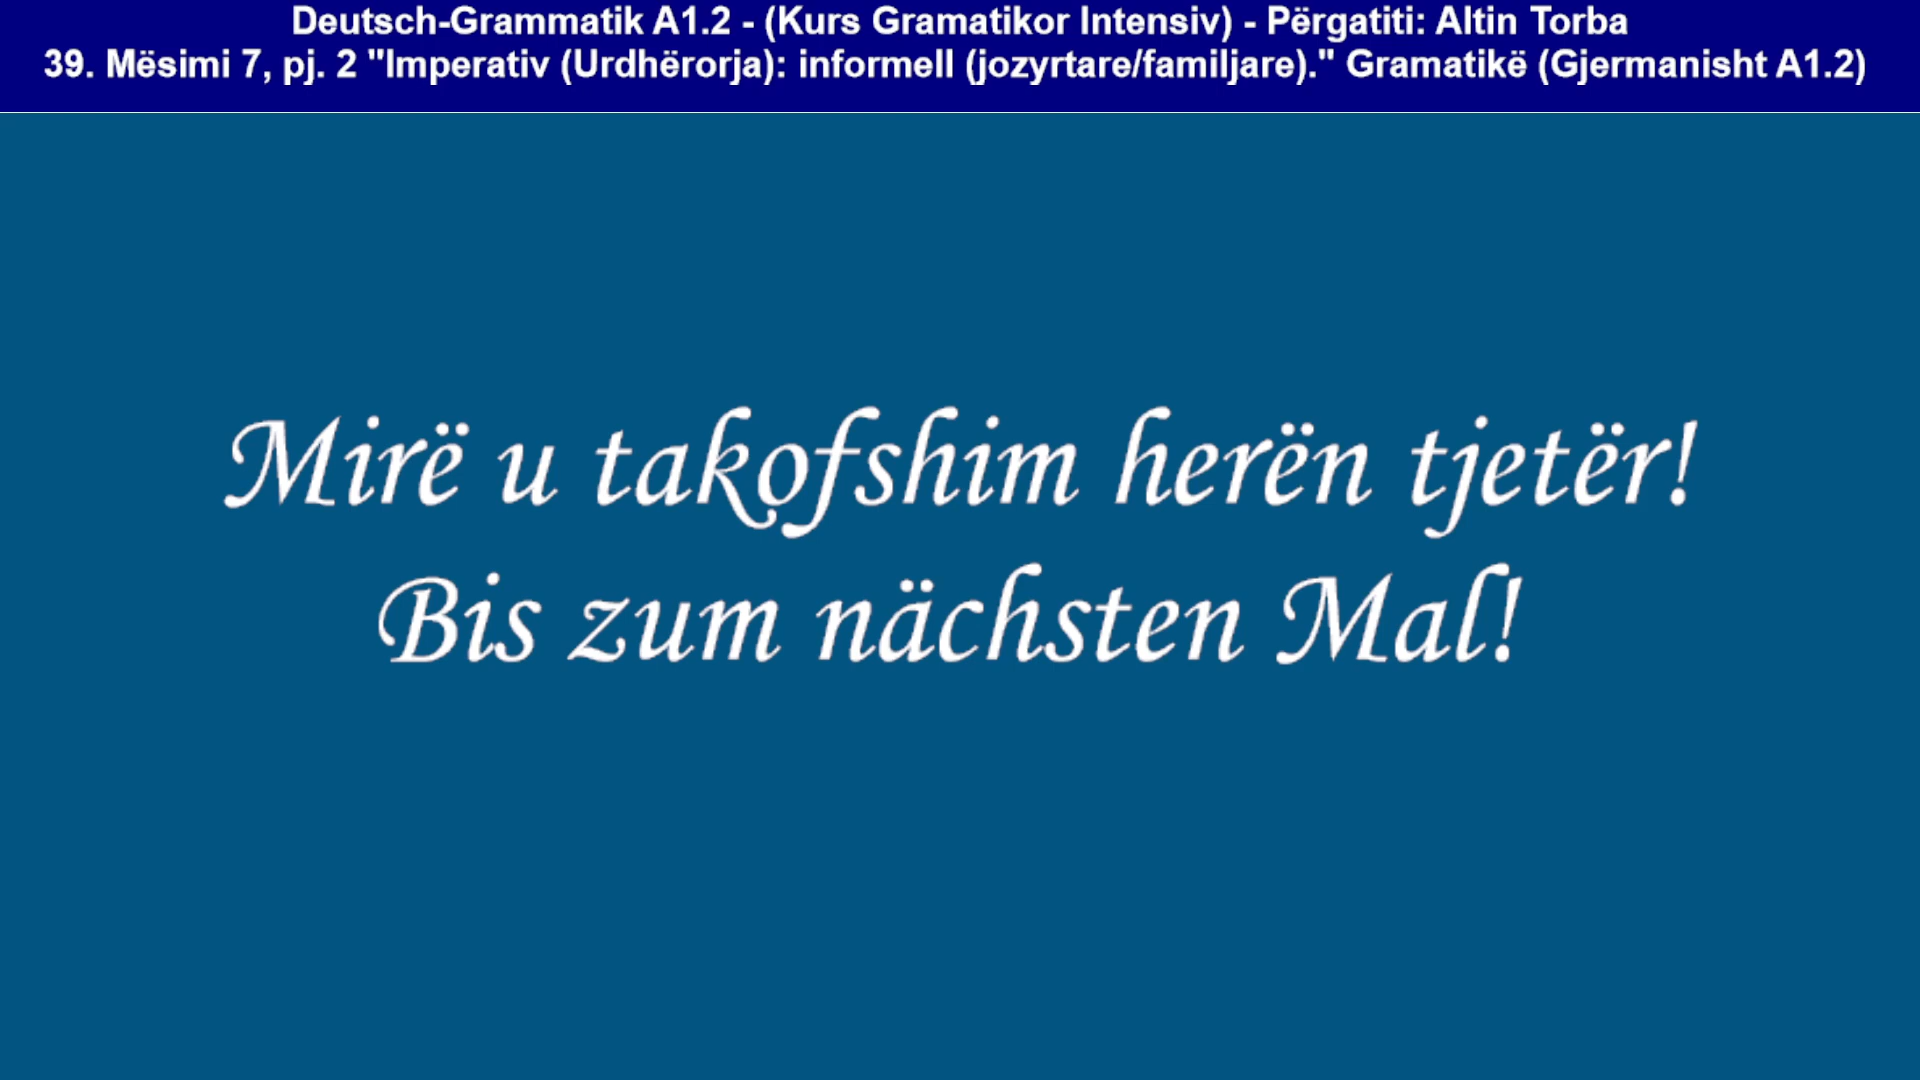 Deutsch-Grammatik A1.2 - (Kurs Gramatikor Intensiv) - Përgatiti: Altin Torba
39. Mësimi 7, pj. 2 "Imperativ (Urdhërorja): informell (jozyrtare/familjare)." Gramatikë (Gjermanisht A1.2)
Mirë u takofshim herën tjetër!
Bis zum nächsten Mal!